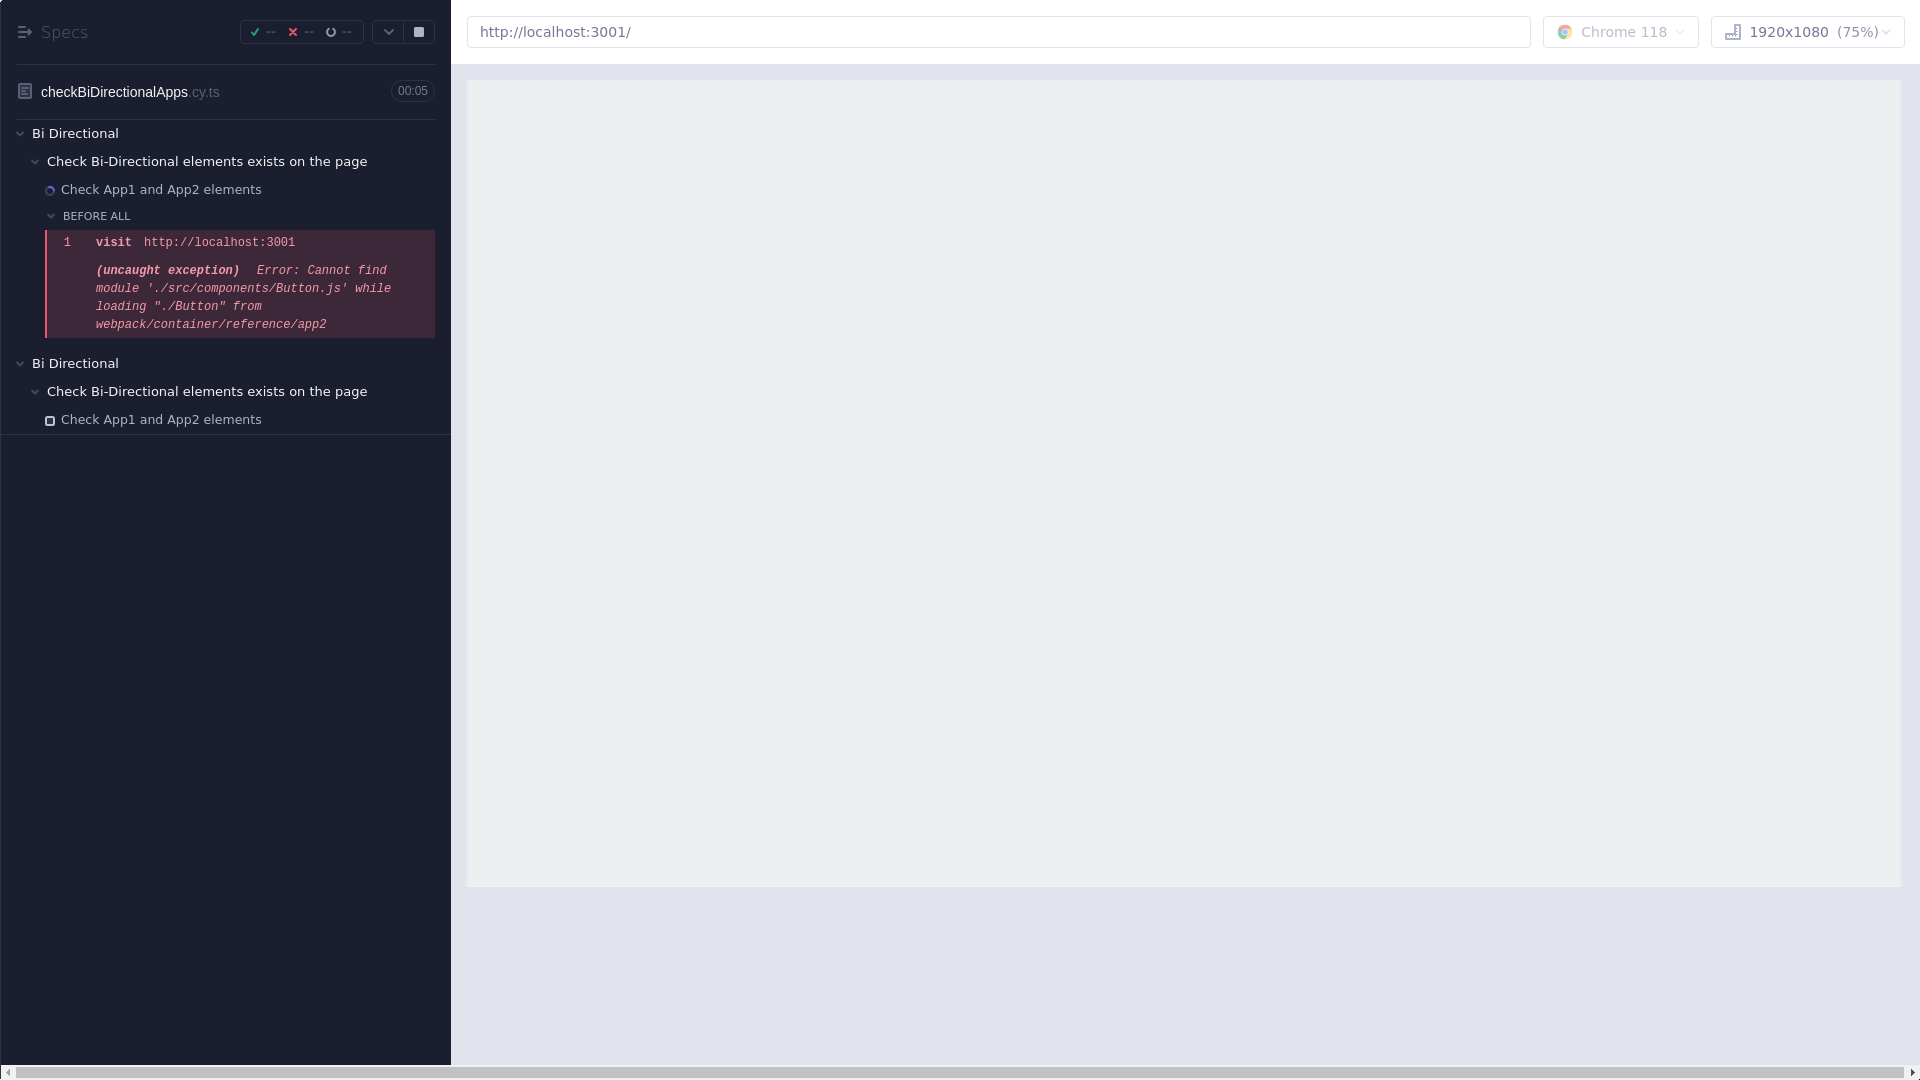 Specs
-- -- --
checkBiDirectionalApps.cy.ts
00:05
Bi Directional
Check Bi-Directional elements exists on the page
Check App1 and App2 elements
BEFORE ALL
1 visit http://localhost:3001
(uncaught exception) Error: Cannot find
module './src/components/Button.js' while
loading "./Button" from
webpack/container/reference/app2
Bi Directional
Check Bi-Directional elements exists on the page
Check App1 and App2 elements
http://localhost:3001/
Chrome 118
1920x1080 (75%)